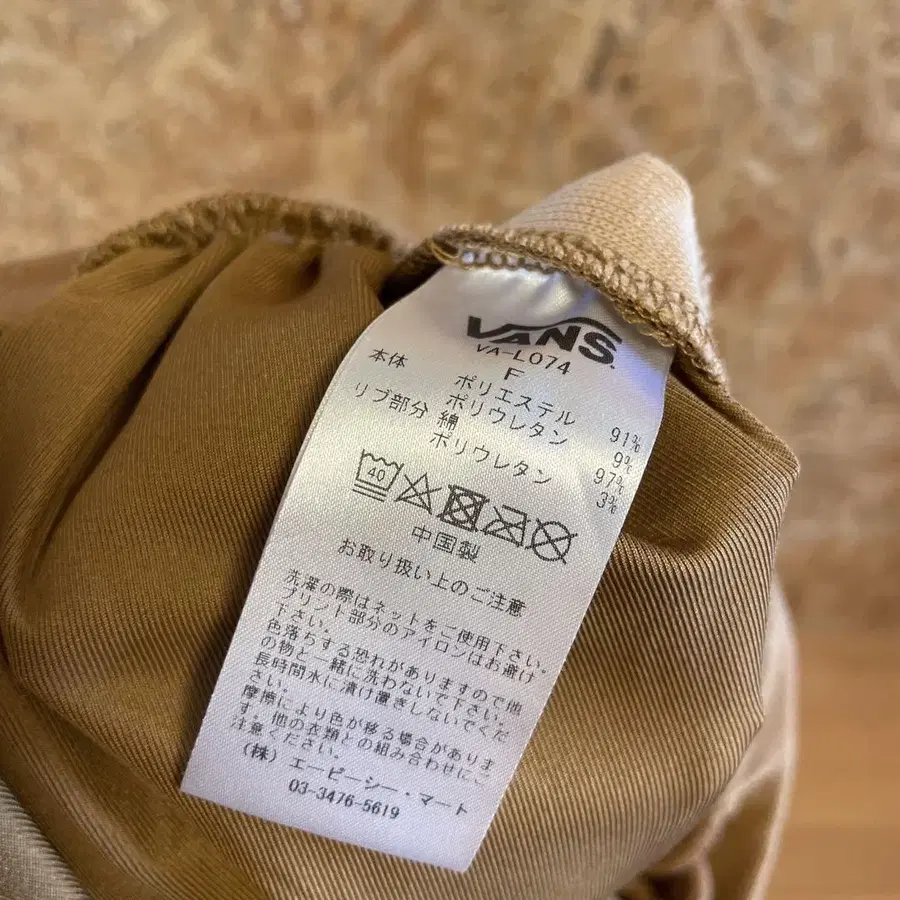 VANS
VA-L074
F
本体 ポリエステル 91%
ポリウレタン 9%
リブ部分 綿 97%
ポリウレタン 3%
40
中国製
お取り扱い上のご注意
洗濯の際はネットをご使用下さい。
プリント部分のアイロンはお避け
下さい。
色落ちする恐れがありますので他
の物と一緒に洗わないで下さい。
長時間水に漬け置きしないでくだ
さい。
摩擦により色が移る場合がありま
す。他の衣類との組み合わせに、
注意ください。
(株) エービーシー・マート
03-3476-5619